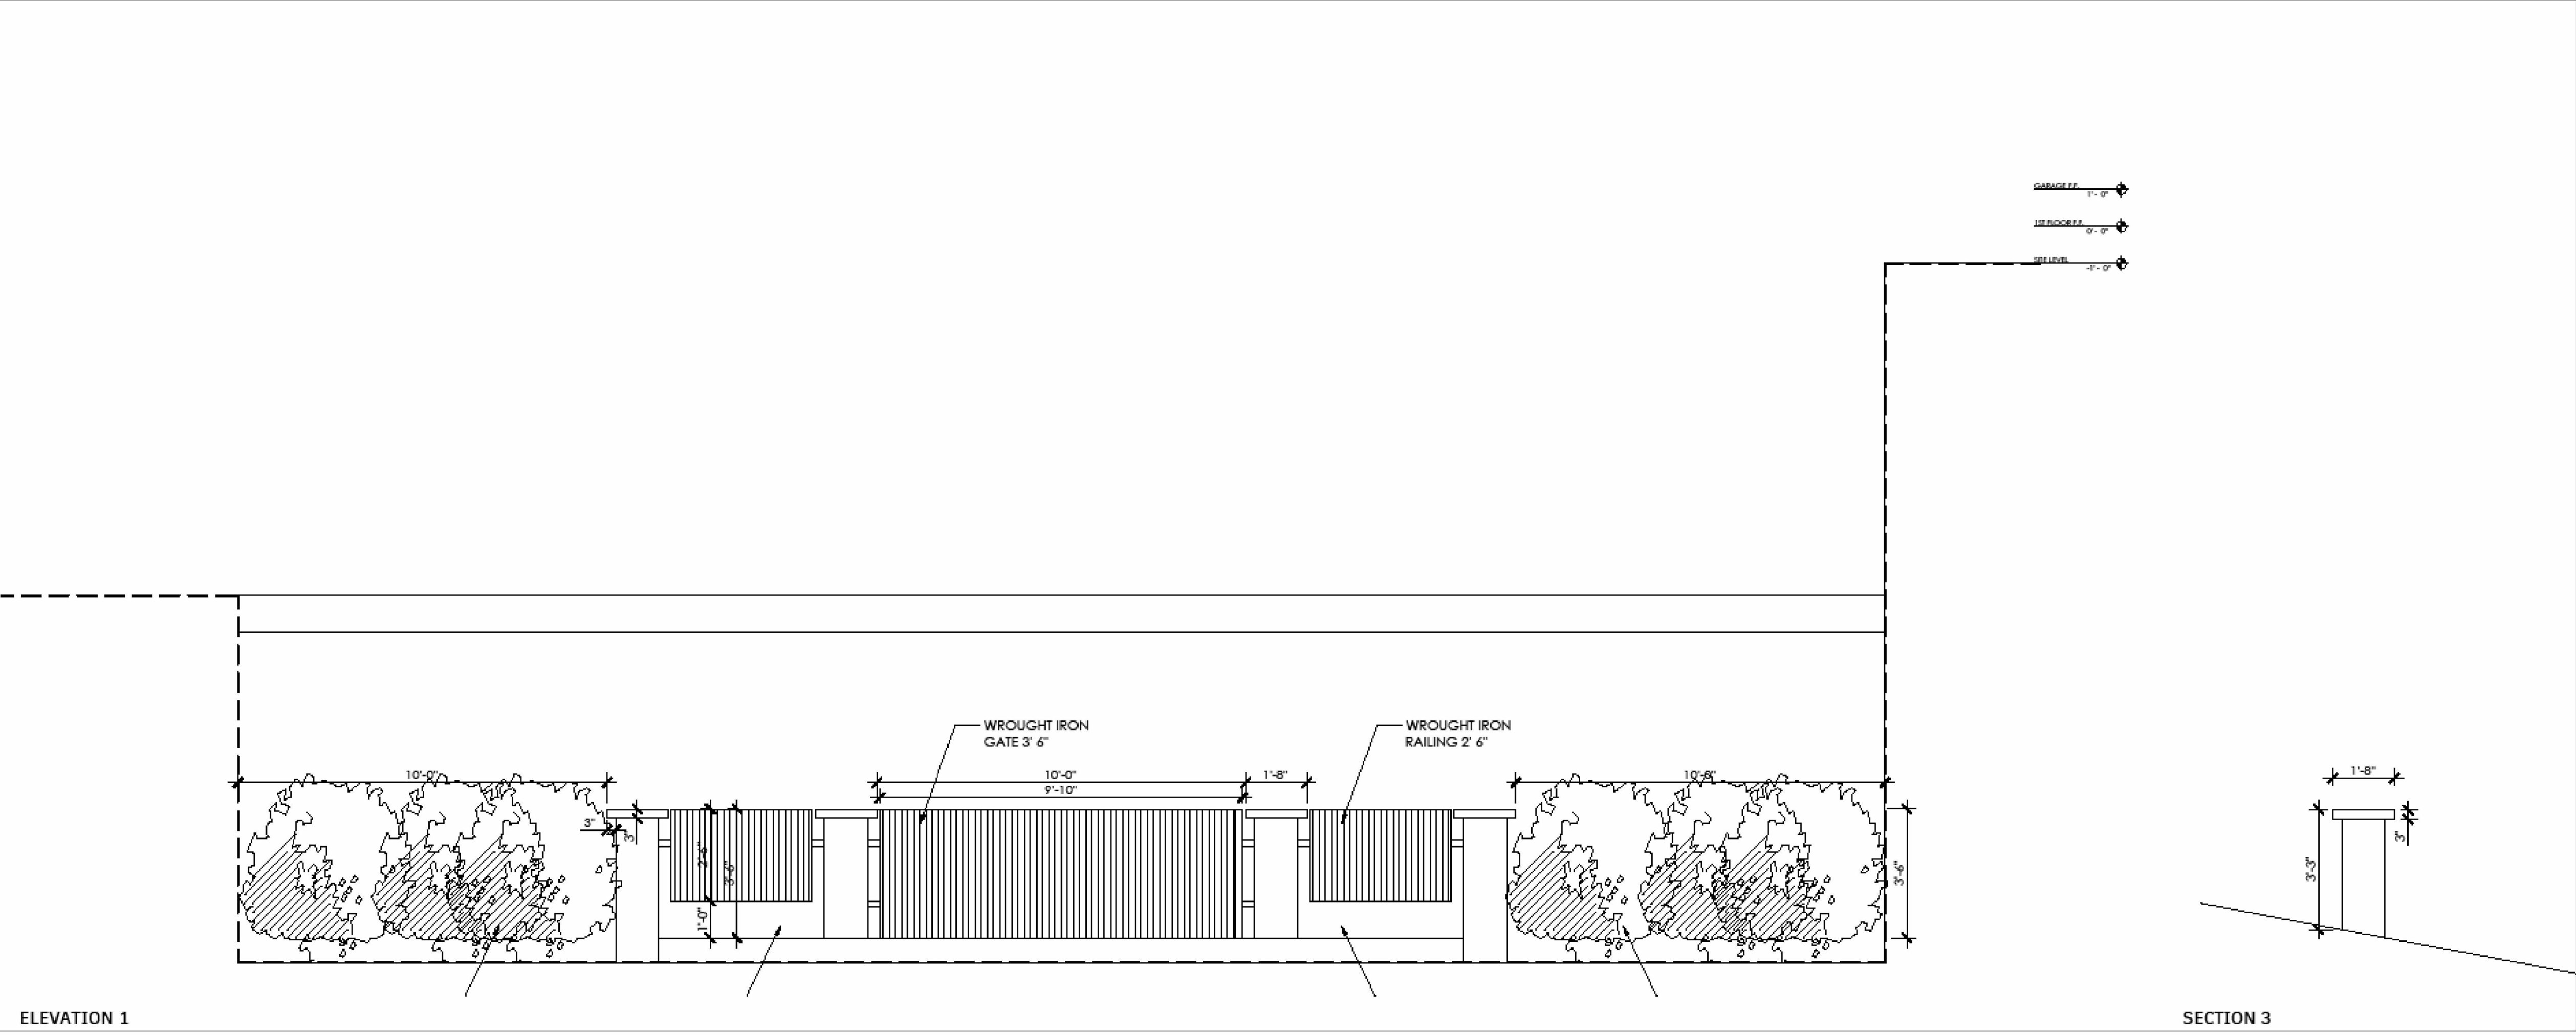 GARAGE F.F.
1'- 0"
1ST FLOOR F.F.
0'- 0"
SITE LEVEL
-1'- 0"
WROUGHT IRON
GATE 3' 6"
WROUGHT IRON
RAILING 2' 6"
10'-0"
10'-0"
1'-8"
10'-6"
1'-8"
9'-10"
3"
3"
2'-6"
3'-6"
1'-0"
3'-6"
3'-3"
3"
ELEVATION 1
SECTION 3